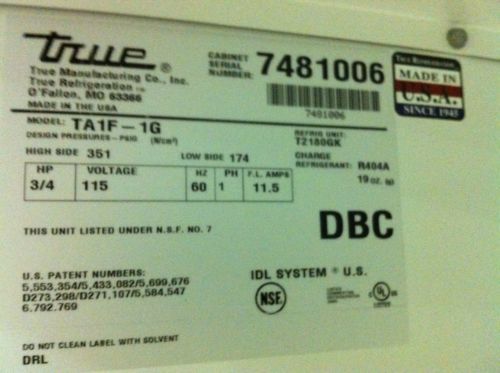 true®
True Manufacturing Co., Inc.
True Refrigeration
O'Fallon, MO 63366
MADE IN THE USA
CABINET SERIAL NUMBER: 7481006
7481006
TRUE REFRIGERATION
MADE IN
U.S.A.
SINCE 1945
MODEL: TA1F-1G
DESIGN PRESSURES-PSIG
HIGH SIDE 351 LOW SIDE 174
REFRIG UNIT:
T2180GK
CHARGE
REFRIGERANT: R404A
19 oz.
HP VOLTAGE HZ PH F.L. AMPS
3/4 115 60 1 11.5
THIS UNIT LISTED UNDER N.S.F. NO. 7
DBC
U.S. PATENT NUMBERS:
5,553,354/5,433,082/5,699,676
D273,298/D271,107/5,584,547
6.792.769
IDL SYSTEM ® U.S.
NSF
UL
DO NOT CLEAN LABEL WITH SOLVENT
DRL